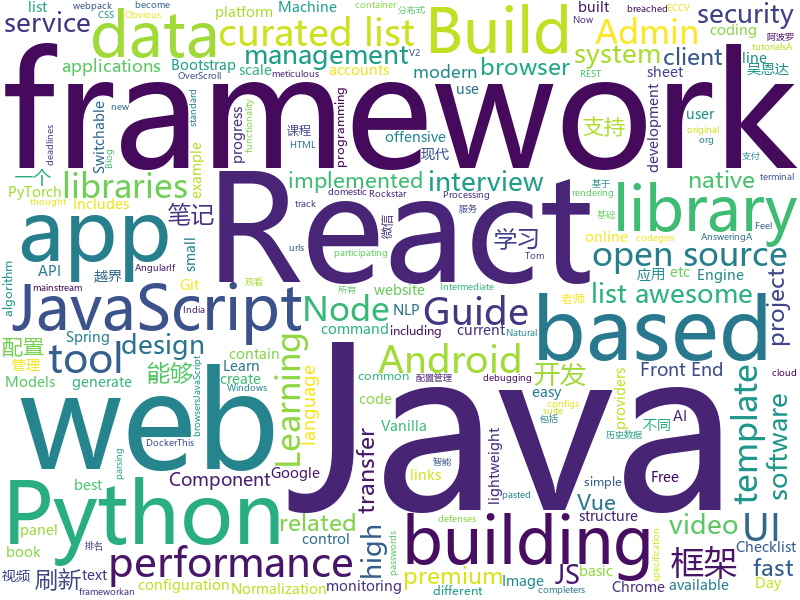 list webpack become Machine container 分布式 ECCV list
CSS platform Obvious built breached Now tutorialsA
service data curated list Build Admin security 阿波罗
applications Bootstrap scale management system client coding
OverScroll V2 REST
accounts modern browser line 吴恩达
meticulous use sheet
framework
deadlines Switchable new standard Blog functionality 课程 programming offensive 支持 development user original org
progress 现代 支付
一个 libraries example implemented interview native terminal
PyTorch Includes 笔记 React 学习 library 基于 rendering
thought small 微信 服务 基础
domestic Rockstar Processing online codegen AnsweringA
app track etc Engine Feel
algorithm API 越界 AngularIf Git urls participating 观看 所有 Tom open source 应用 Intermediate
India website NLP list awesome 老师 mainstream
JavaScript Node Guide based project
配置 Spring command including current Natural
管理 tool design Android 开发 Front End cloud
能够 contain Learning common 配置管理 debugging
Models generate Learn create language code Windows easy configs suite 包括 providers 不同 AI template software
web Java
browsersJavaScript DockerThis Vanilla 历史数据
best Google links simple Vue Free
Python Component transfer lightweight 智能 pasted UI
related structure
panel parsing building video specification Checklist
book control high JS basic
排名 performance defenses 框架 fast
视频 刷新 text monitoring premium Image Chrome available Day
configuration Normalization passwords different completers
frameworkan